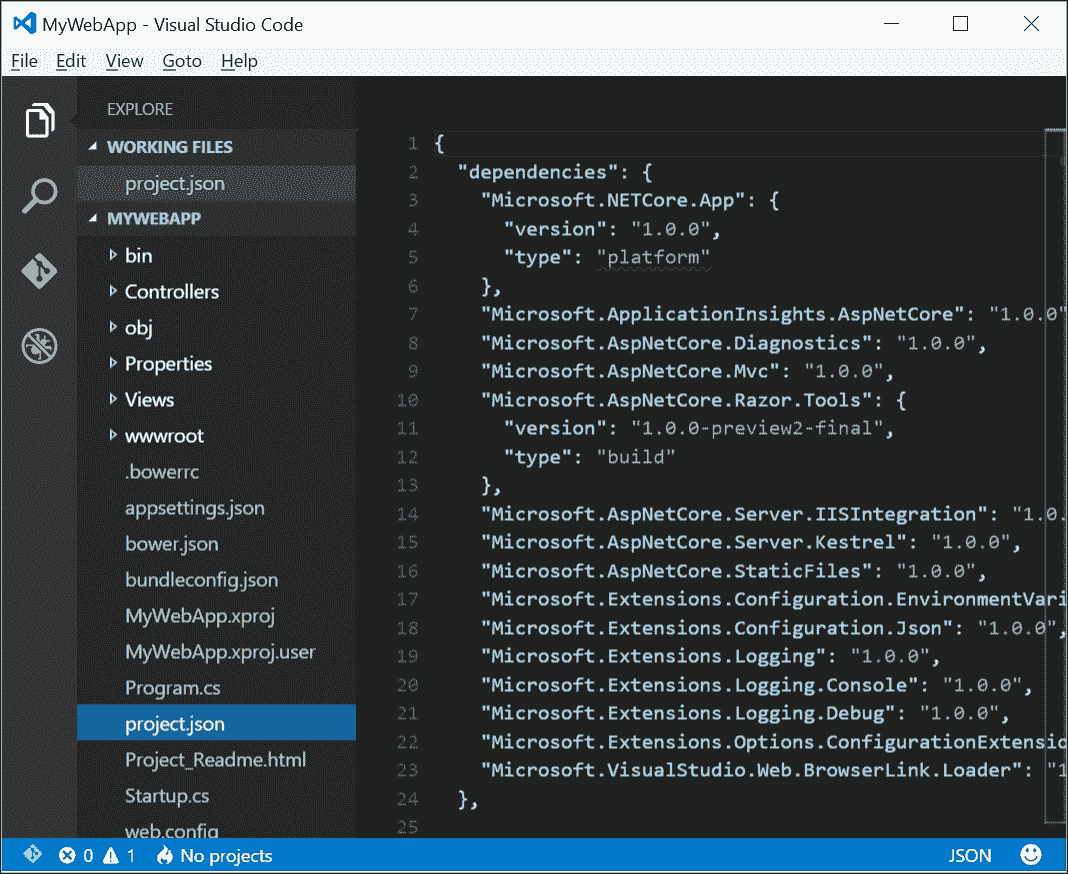 MyWebApp - Visual Studio Code
File Edit View Goto Help
EXPLORE
WORKING FILES
project.json
MYWEBAPP
bin
Controllers
obj
Properties
Views
wwwroot
.bowerrc
appsettings.json
bower.json
bundleconfig.json
MyWebApp.xproj
MyWebApp.xproj.user
Program.cs
project.json
Project_Readme.html
Startup.cs
web.config
1 {
2 "dependencies": {
3 "Microsoft.NETCore.App": {
4 "version": "1.0.0",
5 "type": "platform"
6 },
7 "Microsoft.ApplicationInsights.AspNetCore": "1.0.0"
8 "Microsoft.AspNetCore.Diagnostics": "1.0.0",
9 "Microsoft.AspNetCore.Mvc": "1.0.0",
10 "Microsoft.AspNetCore.Razor.Tools": {
11 "version": "1.0.0-preview2-final",
12 "type": "build"
13 },
14 "Microsoft.AspNetCore.Server.IISIntegration": "1.0.
15 "Microsoft.AspNetCore.Server.Kestrel": "1.0.0",
16 "Microsoft.AspNetCore.StaticFiles": "1.0.0",
17 "Microsoft.Extensions.Configuration.EnvironmentVari
18 "Microsoft.Extensions.Configuration.Json": "1.0.0",
19 "Microsoft.Extensions.Logging": "1.0.0",
20 "Microsoft.Extensions.Logging.Console": "1.0.0",
21 "Microsoft.Extensions.Logging.Debug": "1.0.0",
22 "Microsoft.Extensions.Options.ConfigurationExtensio
23 "Microsoft.VisualStudio.Web.BrowserLink.Loader": "1
24 },
25
0 1 No projects JSON